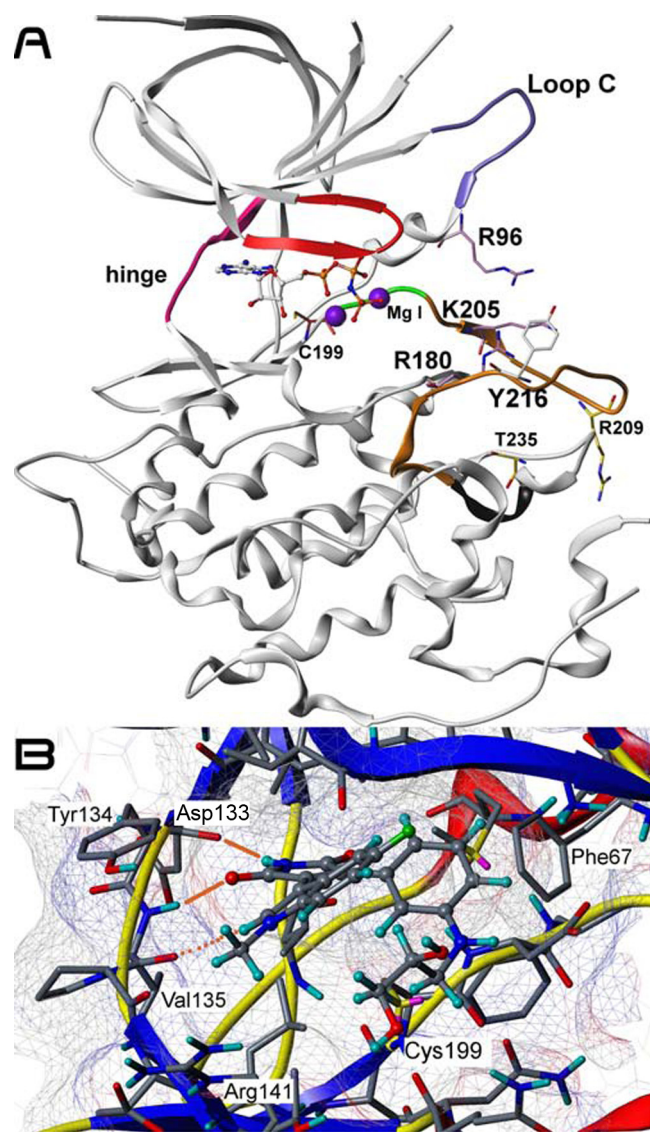 A
Loop C
R96
hinge
Mg I
K205
C199
R180
Y216
R209
T235
B
Tyr134
Asp133
Phe67
Val135
Cys199
Arg141